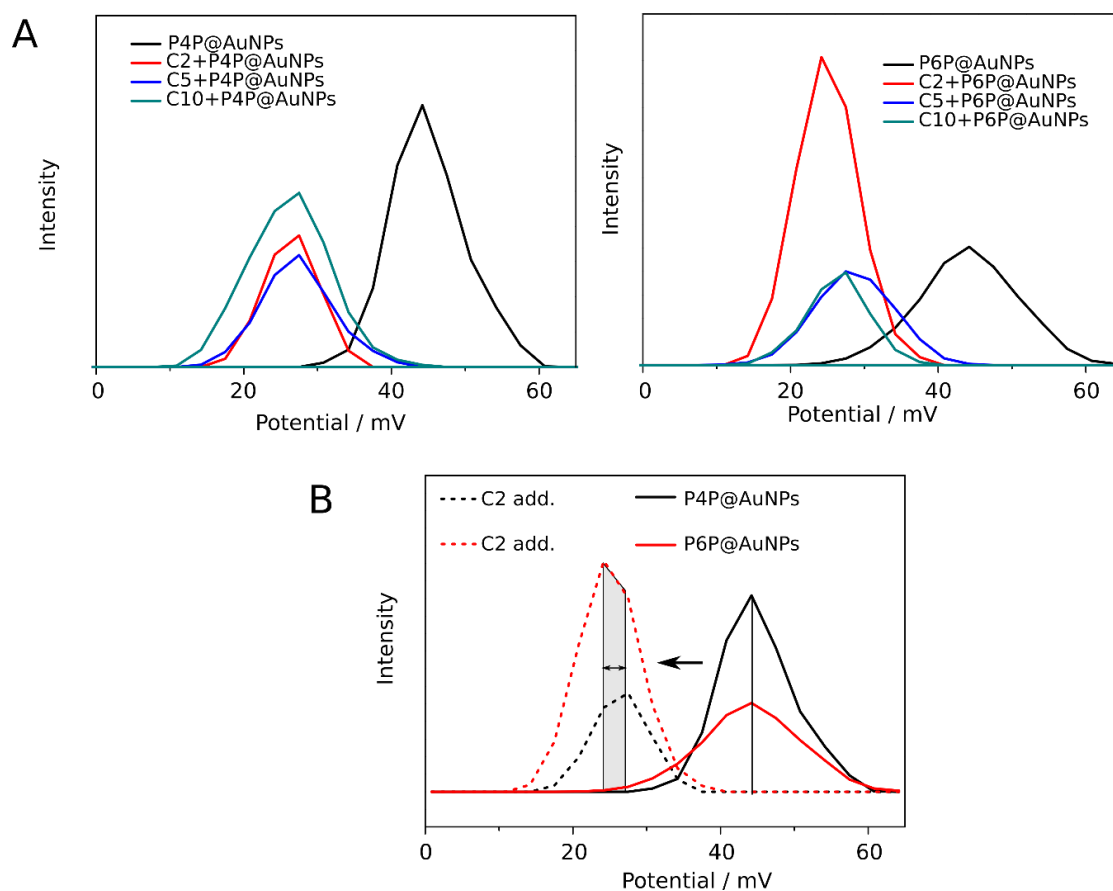 A
P4P@AuNPs
C2+P4P@AuNPs
C5+P4P@AuNPs
C10+P4P@AuNPs
Intensity
0
20
40
60
Potential / mV
P6P@AuNPs
C2+P6P@AuNPs
C5+P6P@AuNPs
C10+P6P@AuNPs
Intensity
0
20
40
60
Potential / mV
B
C2 add.
P4P@AuNPs
C2 add.
P6P@AuNPs
Intensity
0
20
40
60
Potential / mV